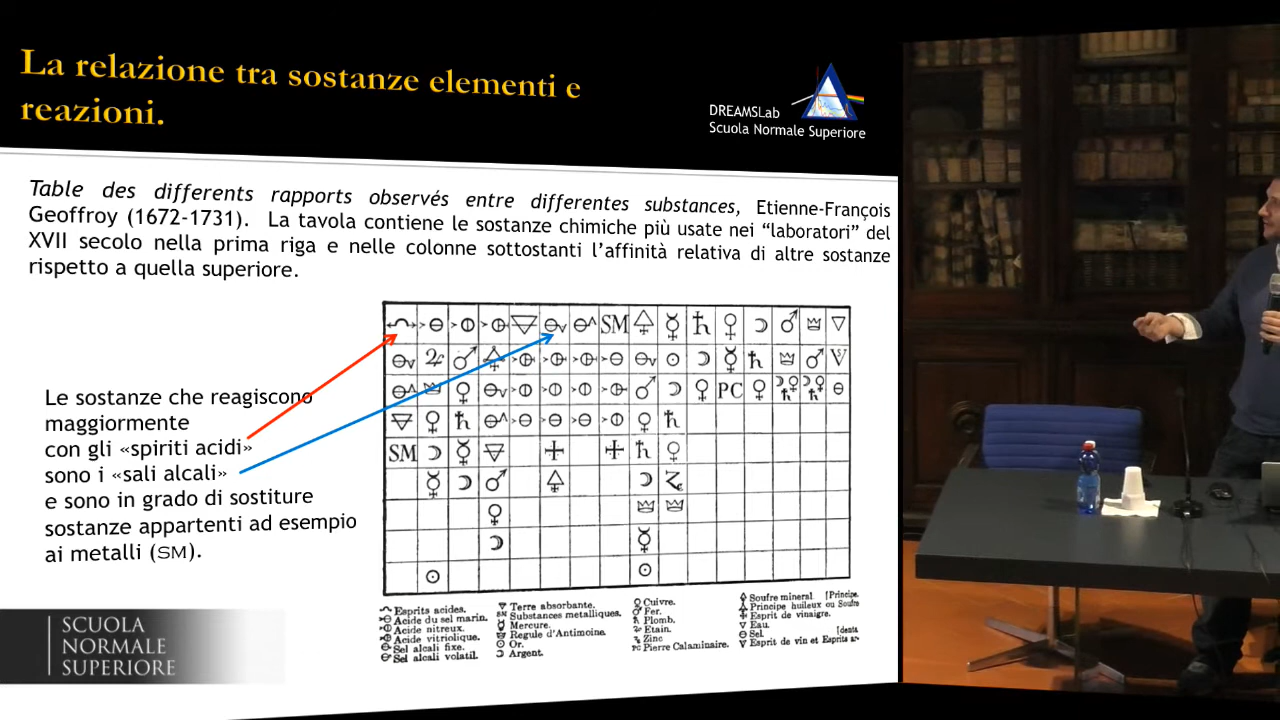 La relazione tra sostanze elementi e
reazioni.
DREAMSLab
Scuola Normale Superiore
Table des differents rapports observés entre differentes substances, Etienne-François
Geoffroy (1672-1731). La tavola contiene le sostanze chimiche più usate nei “laboratori” del
XVII secolo nella prima riga e nelle colonne sottostanti l’affinità relativa di altre sostanze
rispetto a quella superiore.
Le sostanze che reagiscono
maggiormente
con gli «spiriti acidi»
sono i «sali alcali»
e sono in grado di sostiture
sostanze appartenti ad esempio
ai metalli (SM).
SM
PC
SM
Esprits acides.
Acide du sel marin.
Acide nitreux.
Acide vitriolique.
Sel alcali fixe.
Sel alcali volatil.
Terre absorbante.
SM Substances metalliques.
Mercure.
Regule d'Antimoine.
Or.
Argent.
Cuivre.
Fer.
Plomb.
Etain.
Zinc
PC Pierre Calaminaire.
Soufre mineral [Principe.
Principe huileux ou Soufre
Esprit de vinaigre.
Eau.
Sel. [dents
Esprit de vin et Esprits ar-
SCUOLA
NORMALE
SUPERIORE